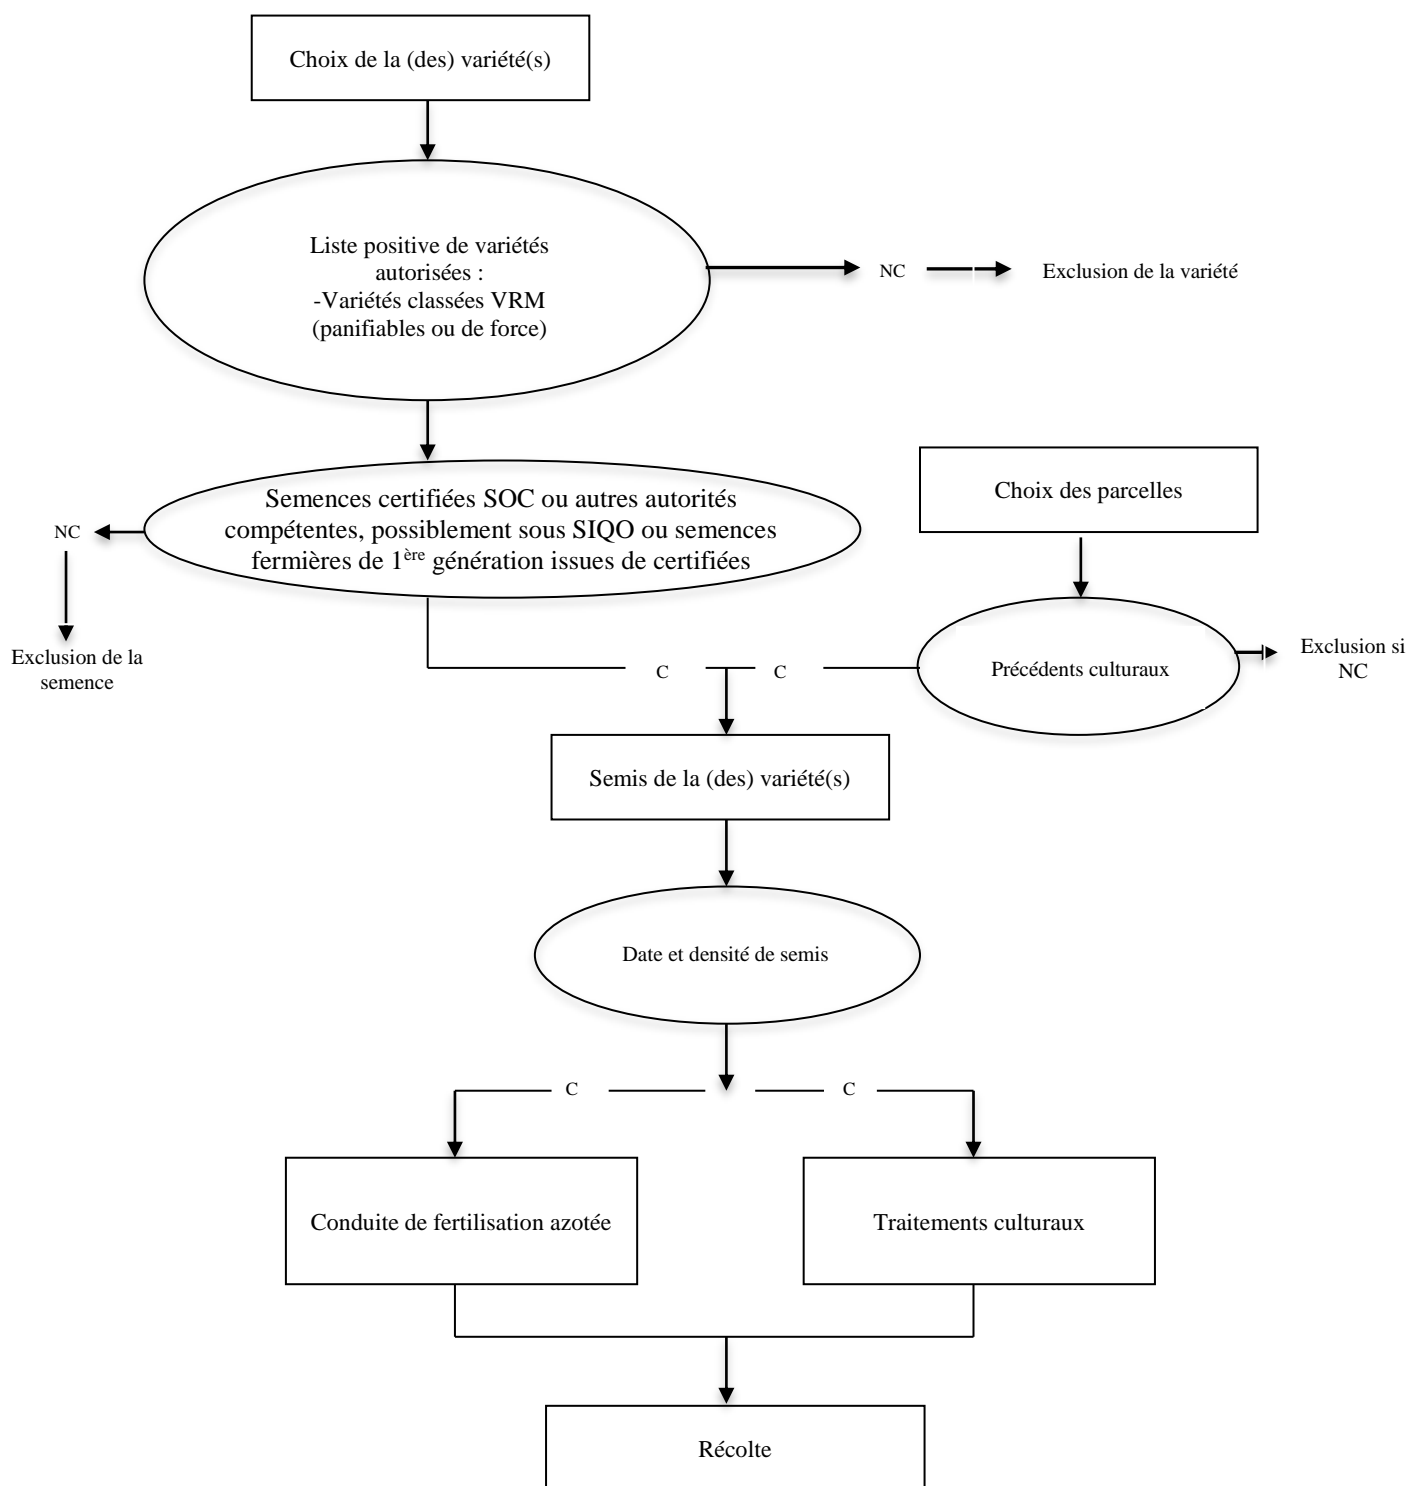 Choix de la (des) variété(s)
Liste positive de variétés
autorisées :
-Variétés classées VRM
(panifiables ou de force)
NC
Exclusion de la variété
Semences certifiées SOC ou autres autorités
compétentes, possiblement sous SIQO ou semences
fermières de 1ère génération issues de certifiées
NC
Exclusion de la
semence
Choix des parcelles
Précédents culturaux
Exclusion si
NC
C
C
Semis de la (des) variété(s)
Date et densité de semis
C
C
Conduite de fertilisation azotée
Traitements culturaux
Récolte